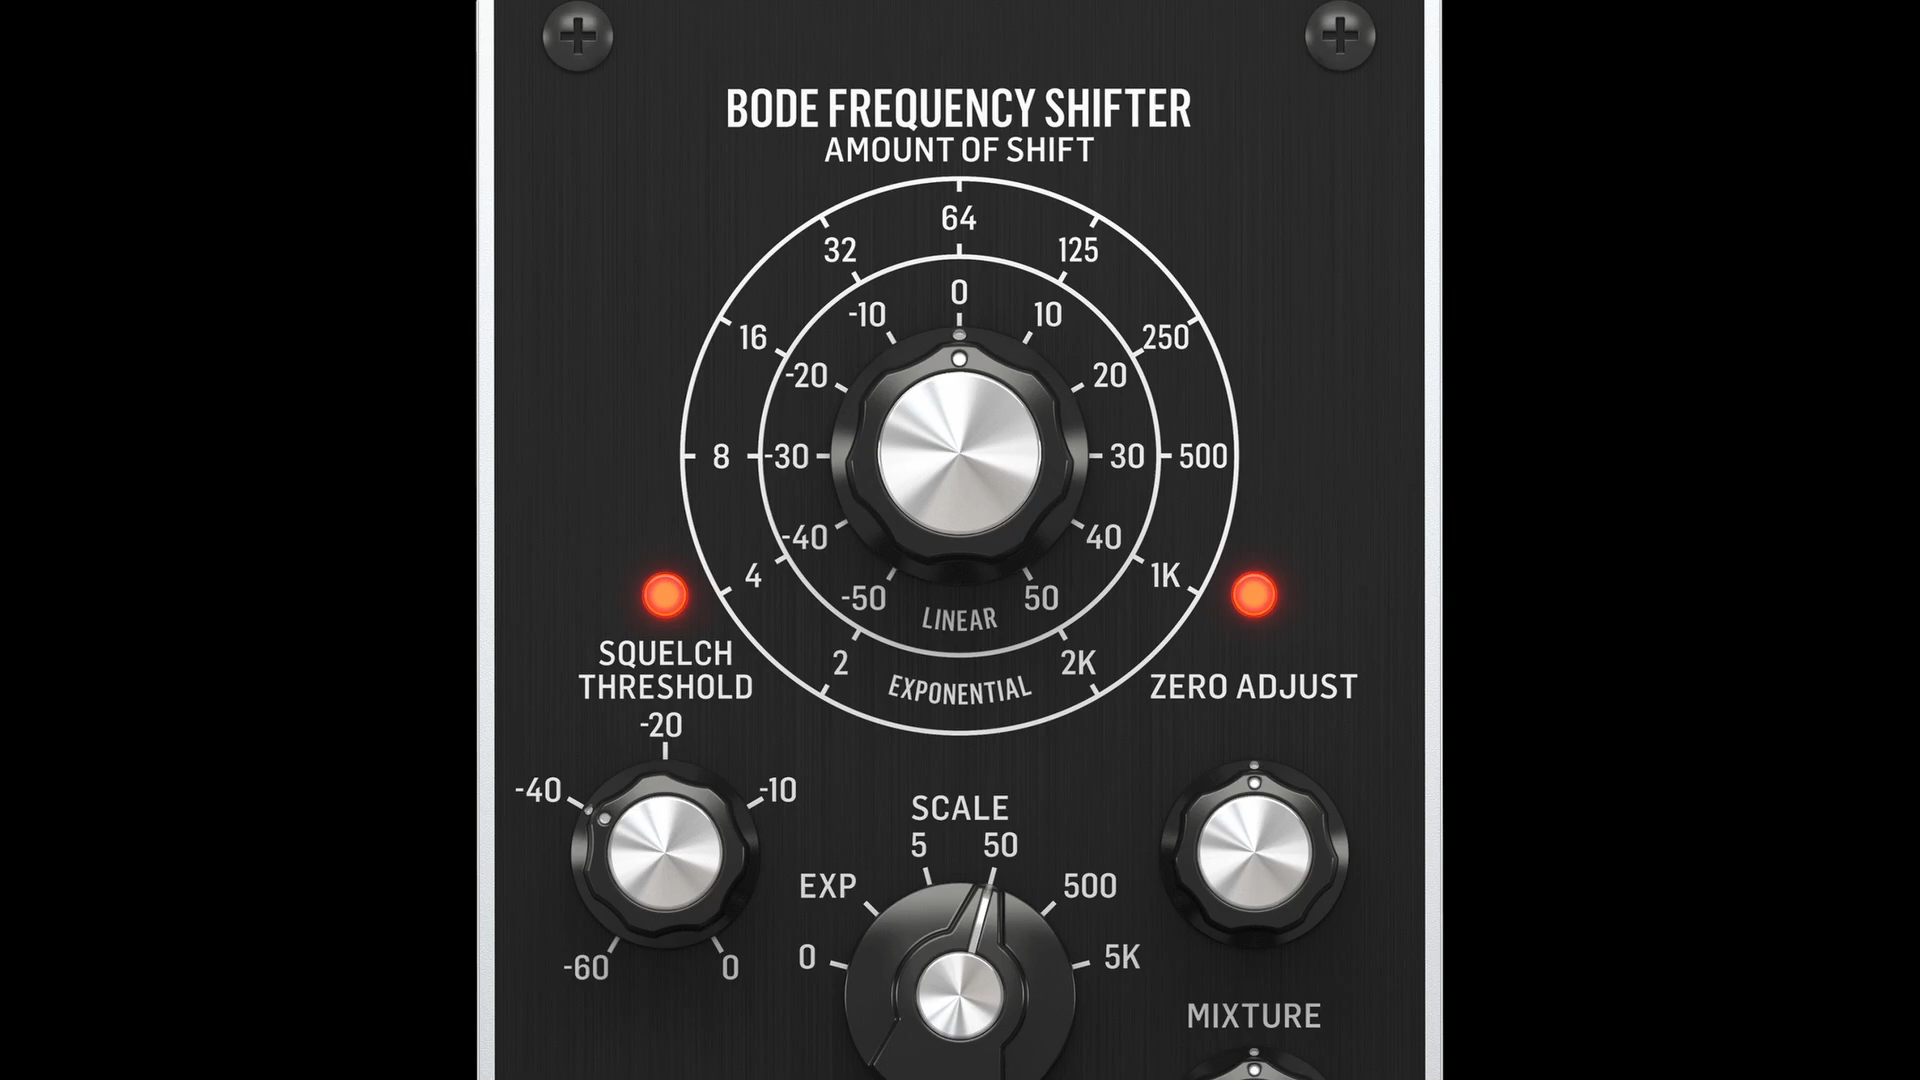 BODE FREQUENCY SHIFTER
AMOUNT OF SHIFT
64
32 125
0
-10 10
16 250
-20 20
8 -30 30 500
-40 40
4 1K
-50 50
LINEAR
2 2K
EXPONENTIAL
SQUELCH
THRESHOLD
ZERO ADJUST
-20
-40 -10
-60 0
SCALE
5 50
EXP 500
0 5K
MIXTURE